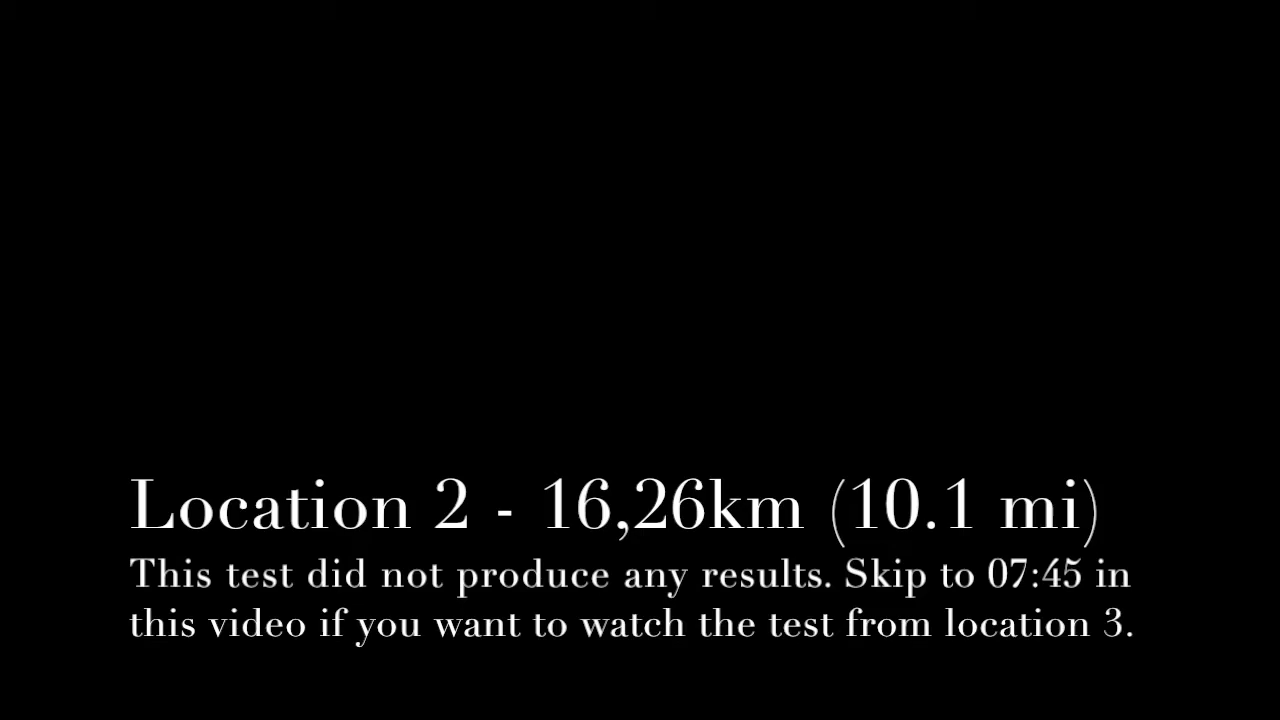 Location 2 - 16,26km (10.1 mi)
This test did not produce any results. Skip to 07:45 in
this video if you want to watch the test from location 3.